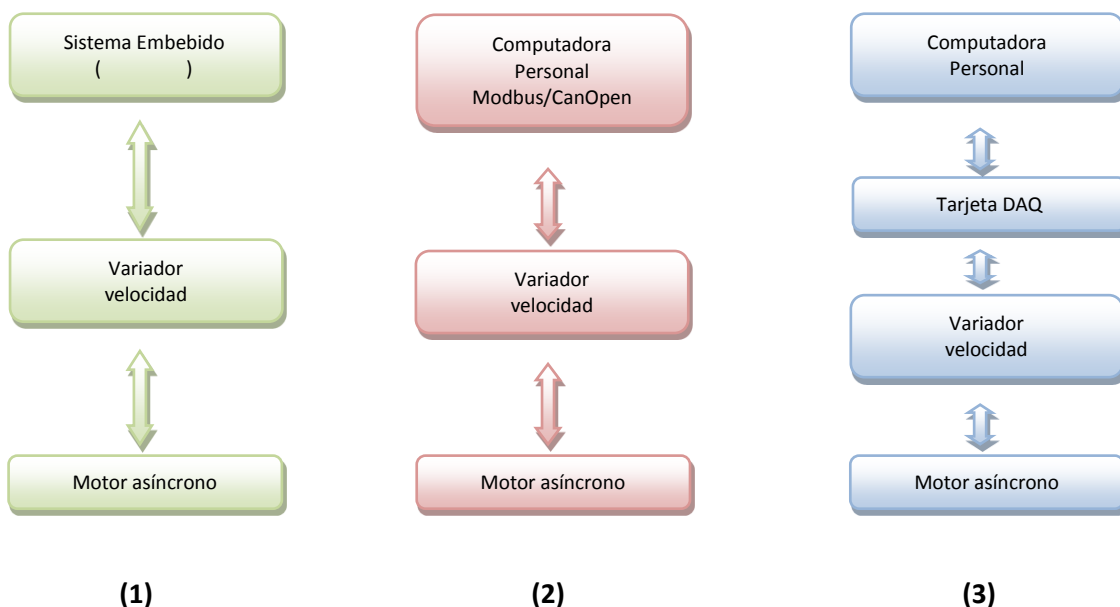 Sistema Embebido
( )
Variador
velocidad
Motor asíncrono
(1)
Computadora
Personal
Modbus/CanOpen
Variador
velocidad
Motor asíncrono
(2)
Computadora
Personal
Tarjeta DAQ
Variador
velocidad
Motor asíncrono
(3)